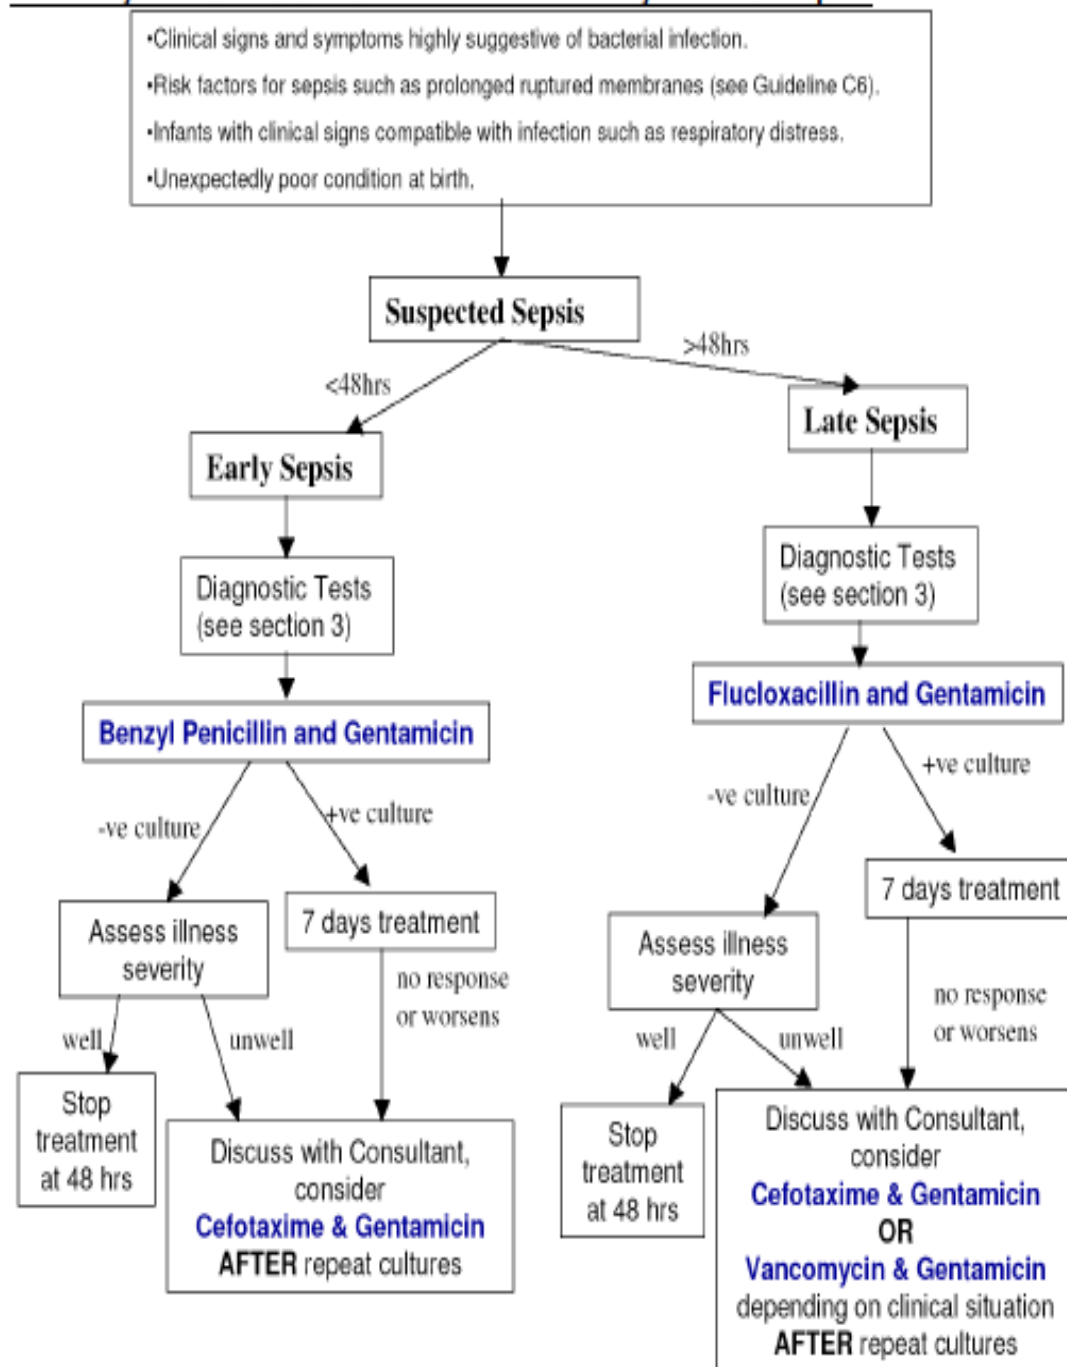 •Clinical signs and symptoms highly suggestive of bacterial infection.
•Risk factors for sepsis such as prolonged ruptured membranes (see Guideline C6).
•Infants with clinical signs compatible with infection such as respiratory distress.
•Unexpectedly poor condition at birth.
Suspected Sepsis
<48hrs
>48hrs
Early Sepsis
Late Sepsis
Diagnostic Tests
(see section 3)
Diagnostic Tests
(see section 3)
Benzyl Penicillin and Gentamicin
Flucloxacillin and Gentamicin
-ve culture
+ve culture
-ve culture
+ve culture
Assess illness
severity
7 days treatment
Assess illness
severity
7 days treatment
well
unwell
no response
or worsens
well
unwell
no response
or worsens
Stop
treatment
at 48 hrs
Discuss with Consultant,
consider
Cefotaxime & Gentamicin
AFTER repeat cultures
Stop
treatment
at 48 hrs
Discuss with Consultant,
consider
Cefotaxime & Gentamicin
OR
Vancomycin & Gentamicin
depending on clinical situation
AFTER repeat cultures